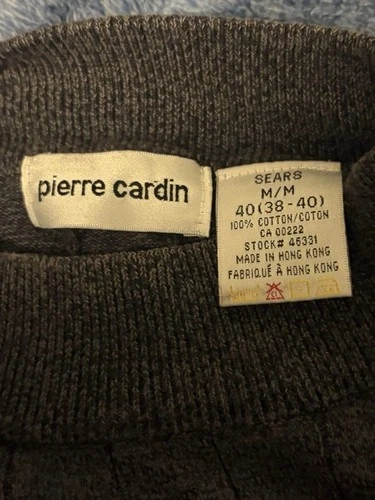 pierre cardin
SEARS
M/M
40(38-40)
100% COTTON/COTON
CA 00222
STOCK# 45331
MADE IN HONG KONG
FABRIQUÉ À HONG KONG